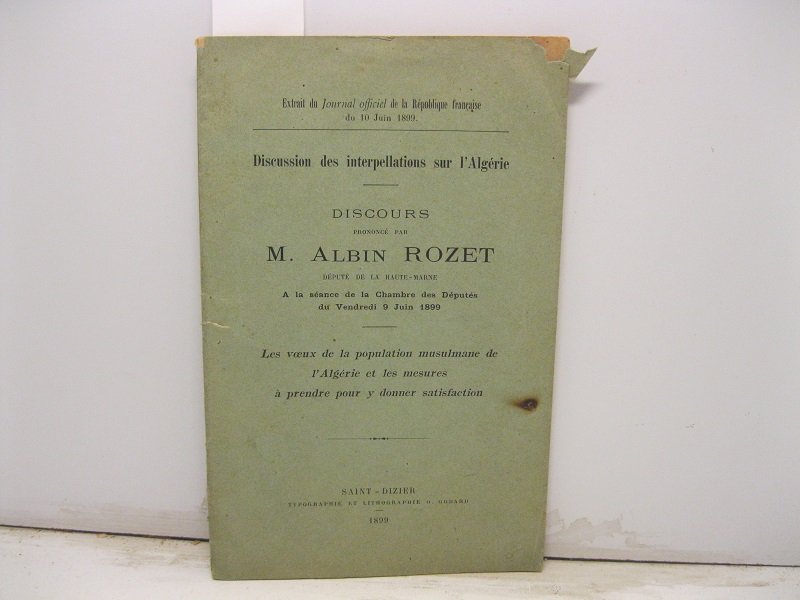 Extrait du Journal officiel de la République française
du 10 Juin 1899.
Discussion des interpellations sur l'Algérie
DISCOURS
PRONONCÉ PAR
M. ALBIN ROZET
DÉPUTÉ DE LA HAUTE-MARNE
A la séance de la Chambre des Députés
du Vendredi 9 Juin 1899
Les vœux de la population musulmane de
l'Algérie et les mesures
à prendre pour y donner satisfaction
SAINT-DIZIER
TYPOGRAPHIE ET LITHOGRAPHIE O. GODARD
1899